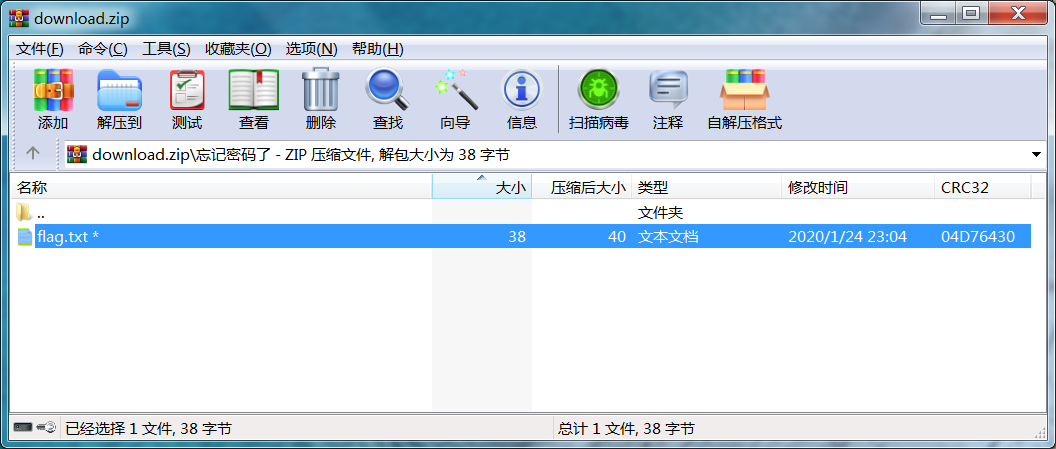 download.zip
文件(F) 命令(C) 工具(S) 收藏夹(O) 选项(N) 帮助(H)
添加 解压到 测试 查看 删除 查找 向导 信息 扫描病毒 注释 自解压格式
download.zip\忘记密码了 - ZIP 压缩文件, 解包大小为 38 字节
名称 大小 压缩后大小 类型 修改时间 CRC32
.. 文件夹
flag.txt * 38 40 文本文档 2020/1/24 23:04 04D76430
已经选择 1 文件, 38 字节 总计 1 文件, 38 字节